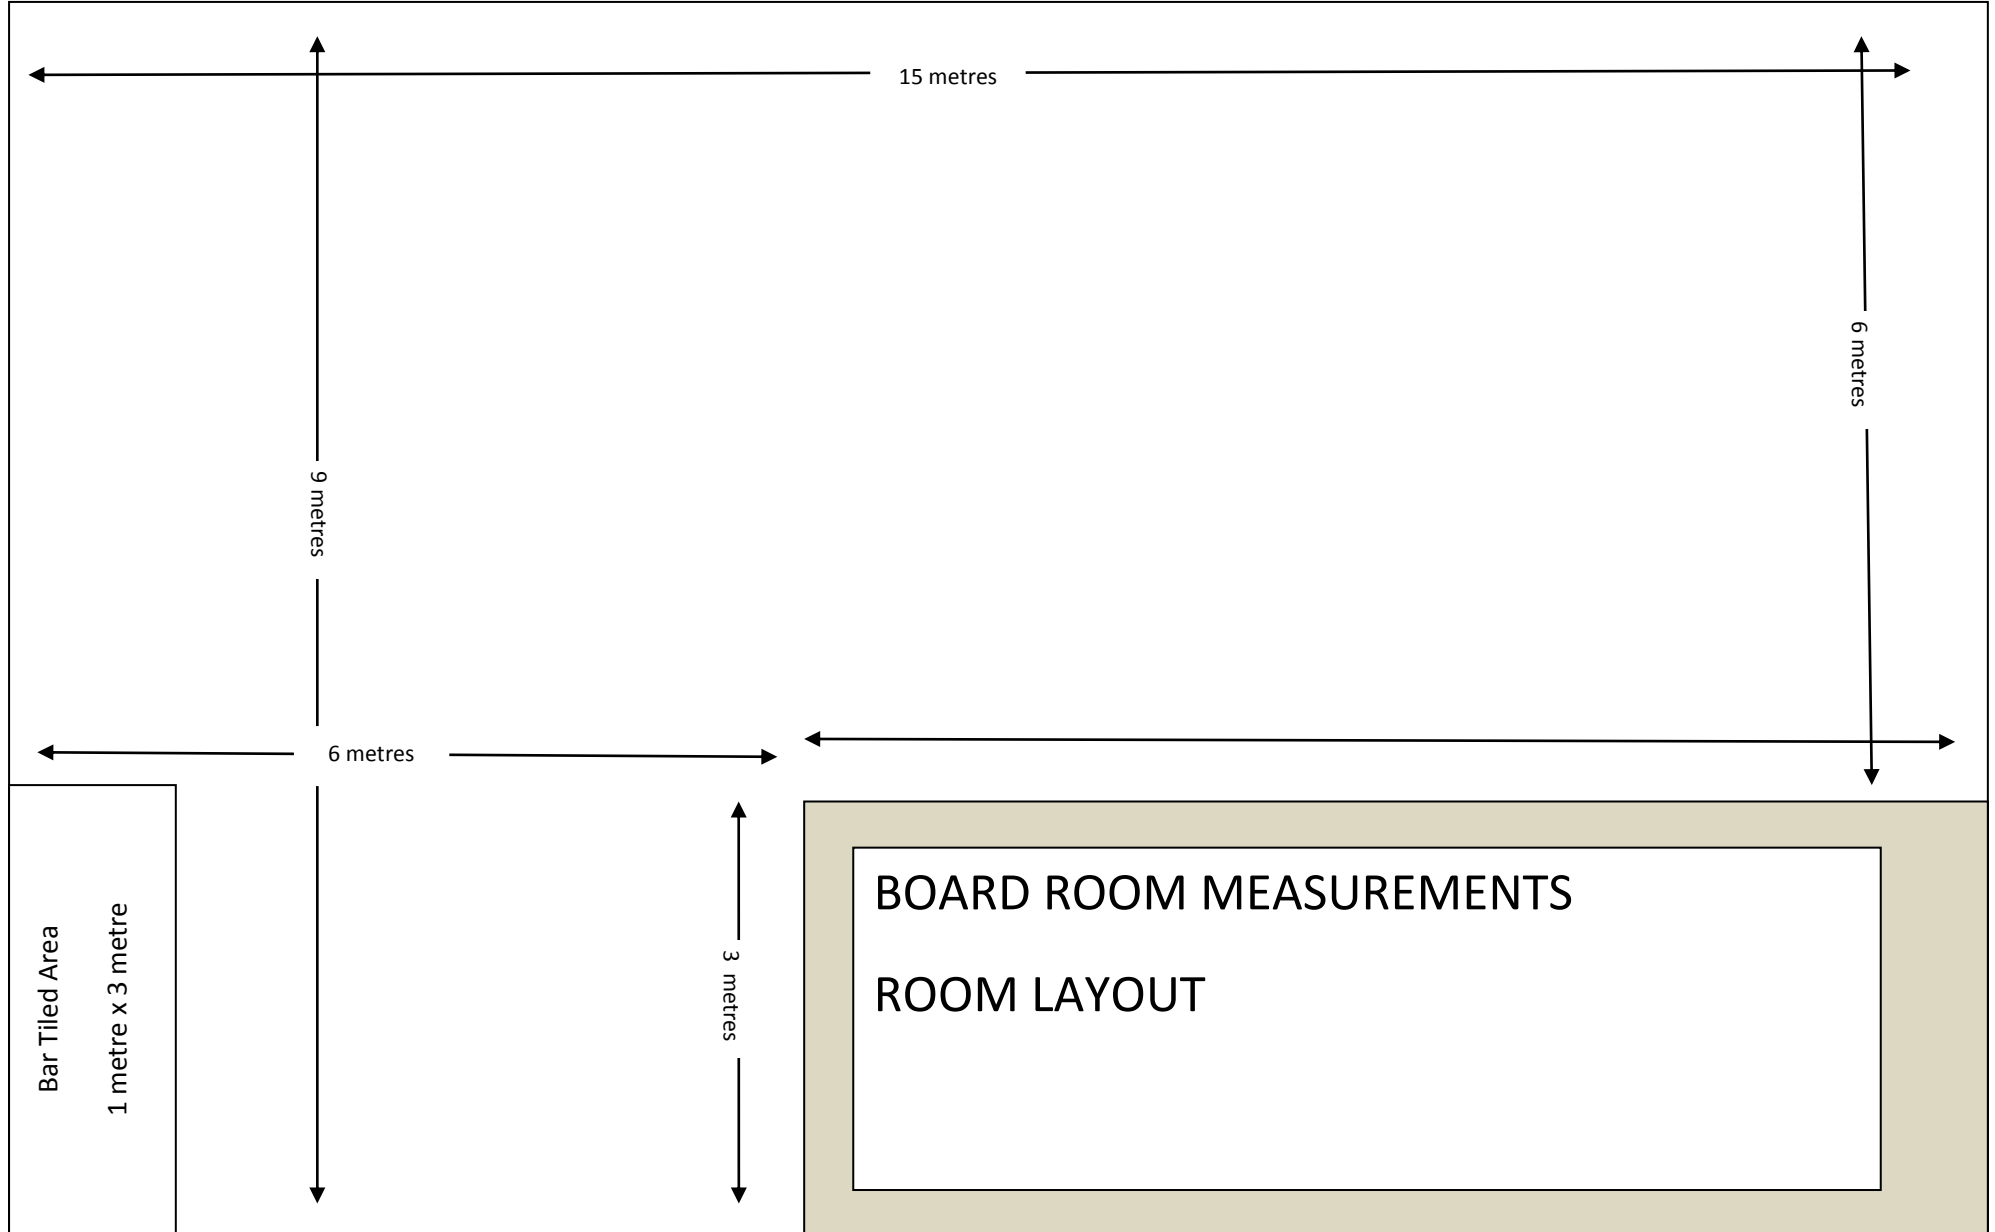 15 metres
6 metres
9 metres
6 metres
3 metres
Bar Tiled Area
1 metre x 3 metre
BOARD ROOM MEASUREMENTS
ROOM LAYOUT